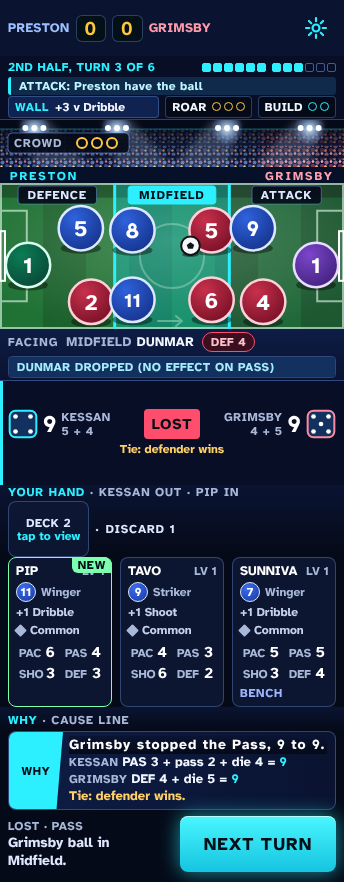 PRESTON 0 0 GRIMSBY
2ND HALF, TURN 3 OF 6
ATTACK: Preston have the ball
WALL +3 v Dribble ROAR BUILD
CROWD
PRESTON GRIMSBY
DEFENCE MIDFIELD ATTACK
5 8 5 9
1 1
2 11 6 4
FACING MIDFIELD DUNMAR DEF 4
DUNMAR DROPPED (NO EFFECT ON PASS)
9 KESSAN LOST GRIMSBY 9
5 + 4 4 + 5
Tie: defender wins
YOUR HAND · KESSAN OUT · PIP IN
DECK 2
tap to view
· DISCARD 1
NEW
PIP TAVO LV 1 SUNNIVA LV 1
11 Winger 9 Striker 7 Winger
+1 Dribble +1 Shoot +1 Dribble
Common Common Common
PAC 6 PAS 4 PAC 4 PAS 3 PAC 5 PAS 5
SHO 3 DEF 3 SHO 6 DEF 2 SHO 4 DEF 3
BENCH
WHY · CAUSE LINE
WHY
Grimsby stopped the Pass, 9 to 9.
KESSAN PAS 3 + pass 2 + die 4 = 9
GRIMSBY DEF 4 + die 5 = 9
Tie: defender wins.
LOST · PASS
Grimsby ball in
Midfield.
NEXT TURN